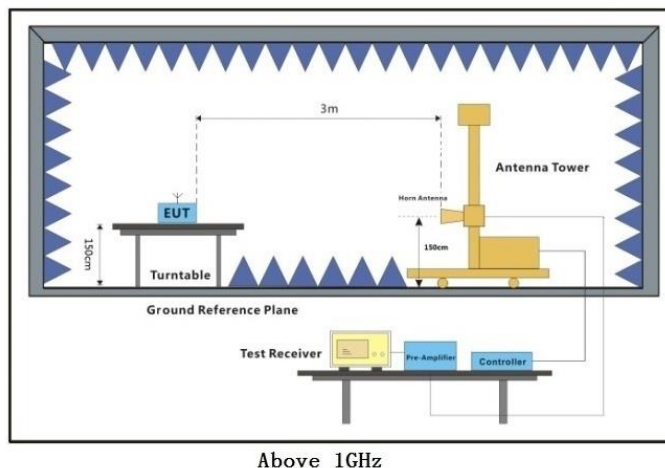 3m
Antenna Tower
Horn Antenna
EUT
150cm
150cm
Turntable
Ground Reference Plane
Test Receiver
Pre-Amplifier
Controller
Above 1GHz